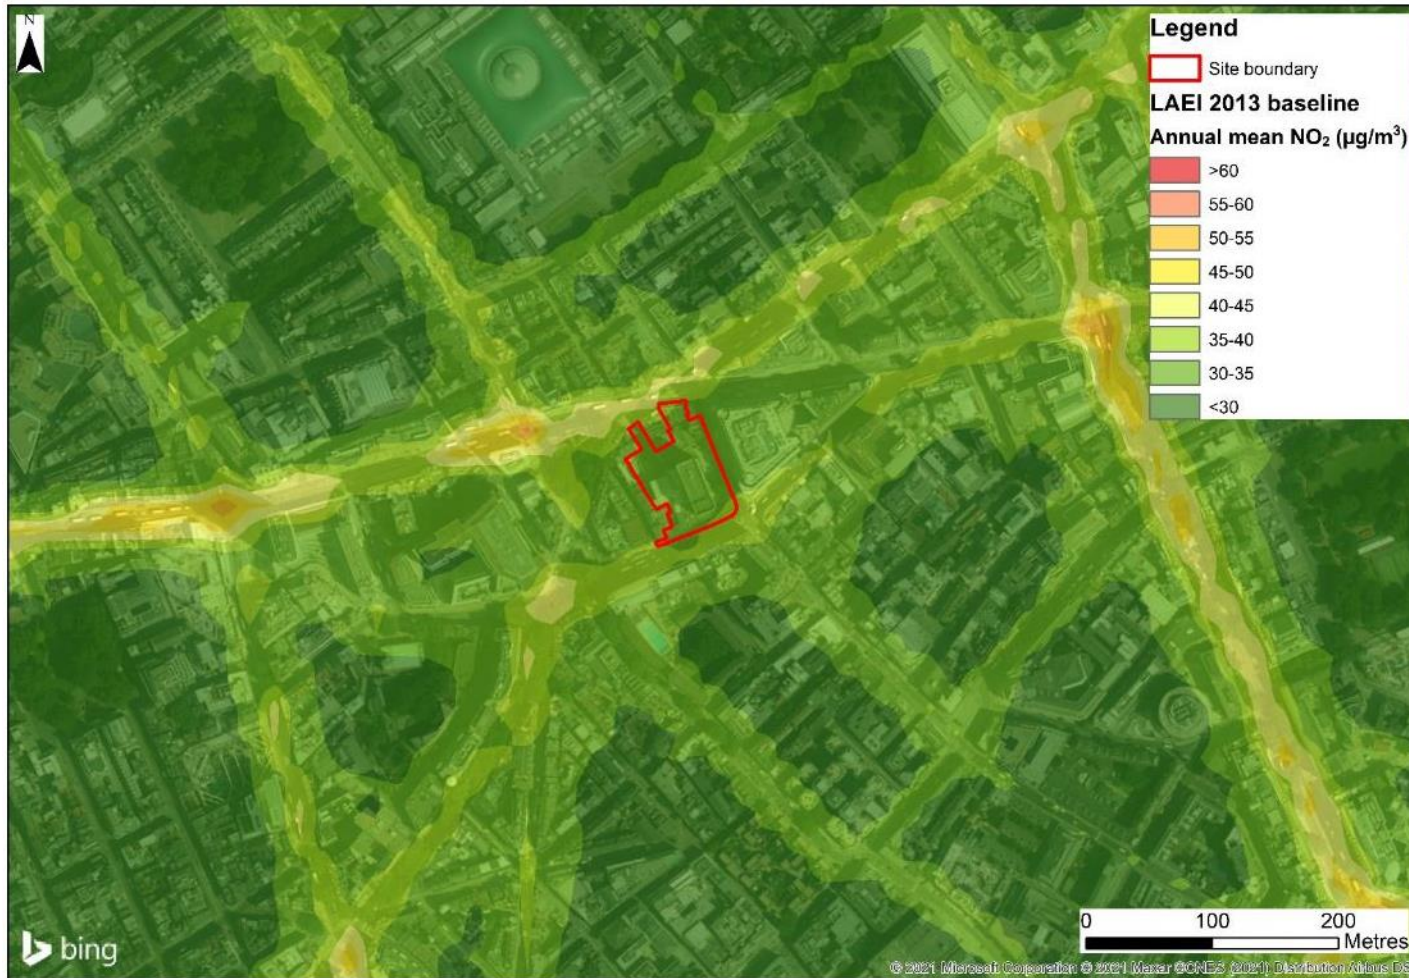 N
Legend
Site boundary
LAEI 2013 baseline
Annual mean NO₂ (µg/m³)
>60
55-60
50-55
45-50
40-45
35-40
30-35
<30
0 100 200
Metres
bing
© 2021 Microsoft Corporation © 2021 Maxar ©CNES (2021) Distribution Airbus DS